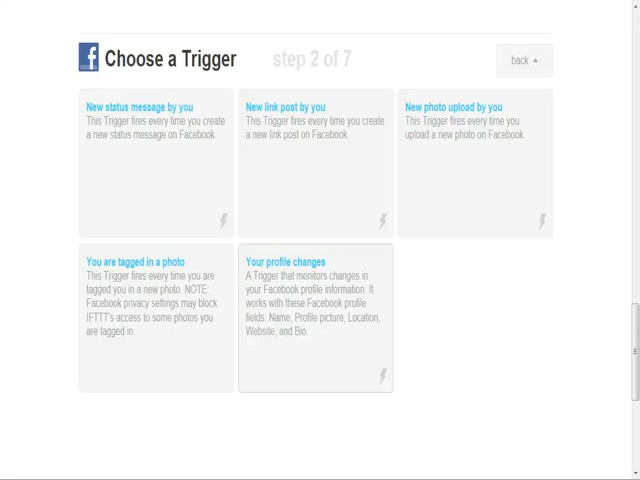 Choose a Trigger step 2 of 7 back
New status message by you
This Trigger fires every time you create
a new status message on Facebook.
New link post by you
This Trigger fires every time you create
a new link post on Facebook.
New photo upload by you
This Trigger fires every time you
upload a new photo on Facebook.
You are tagged in a photo
This Trigger fires every time you are
tagged you in a new photo. NOTE:
Facebook privacy settings may block
IFTTT's access to some photos you
are tagged in.
Your profile changes
A Trigger that monitors changes in
your Facebook profile information. It
works with these Facebook profile
fields. Name, Profile picture, Location,
Website, and Bio.